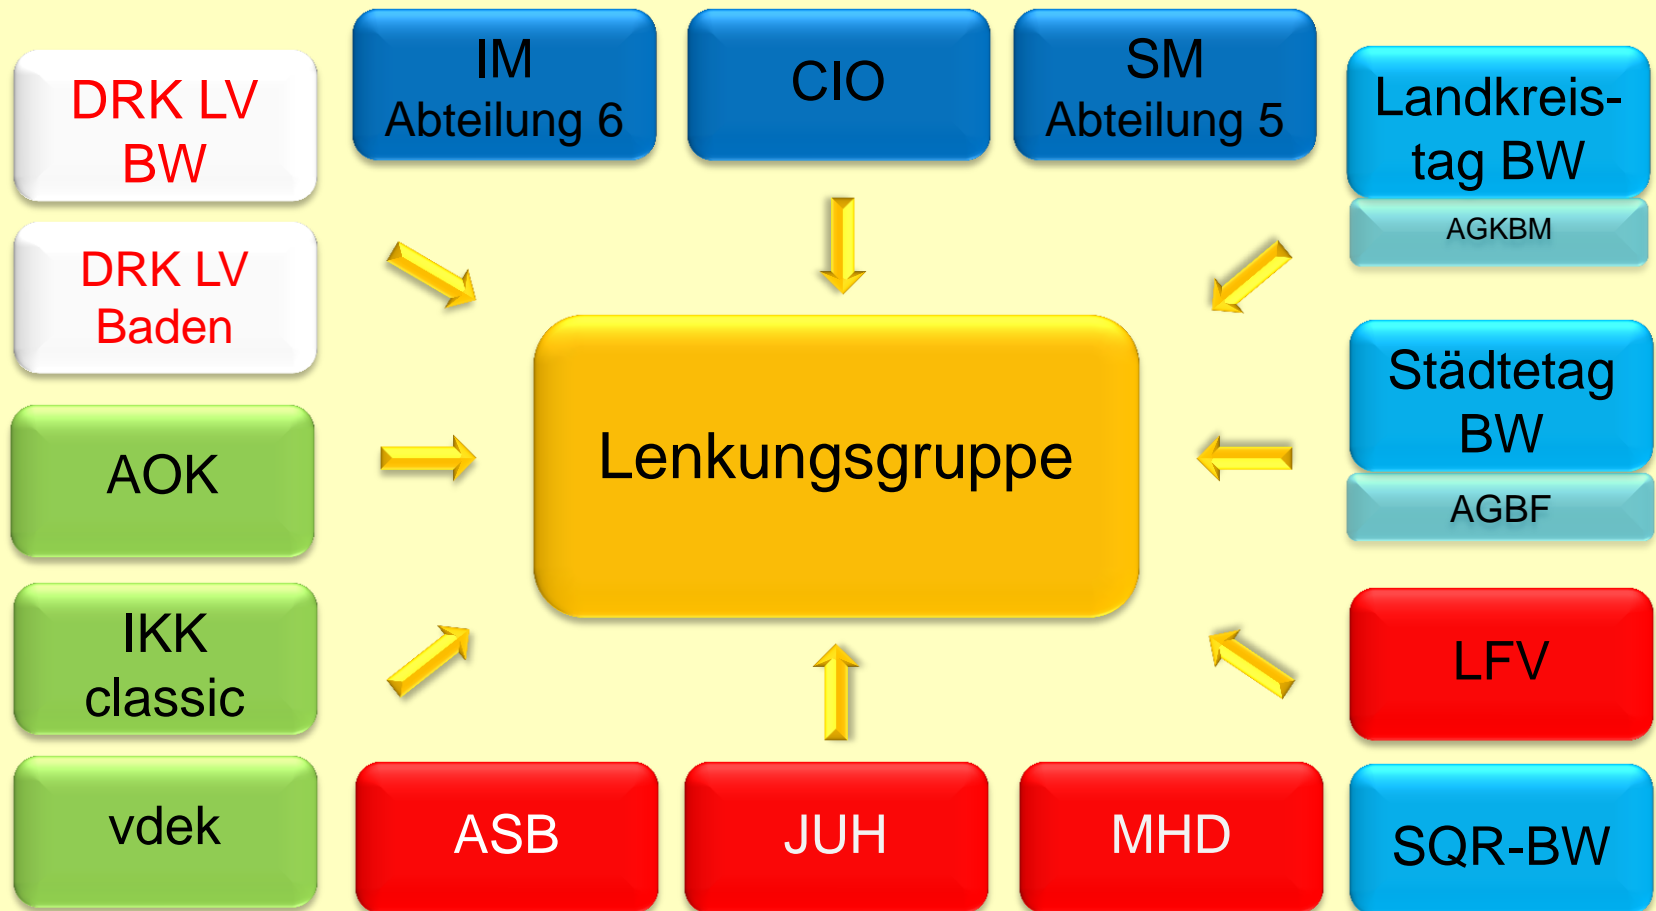 DRK LV
BW
IM
Abteilung 6
CIO
SM
Abteilung 5
Landkreis-
tag BW
AGKBM
DRK LV
Baden
Städtetag
BW
AGBF
AOK
Lenkungsgruppe
IKK
classic
LFV
vdek
ASB
JUH
MHD
SQR-BW